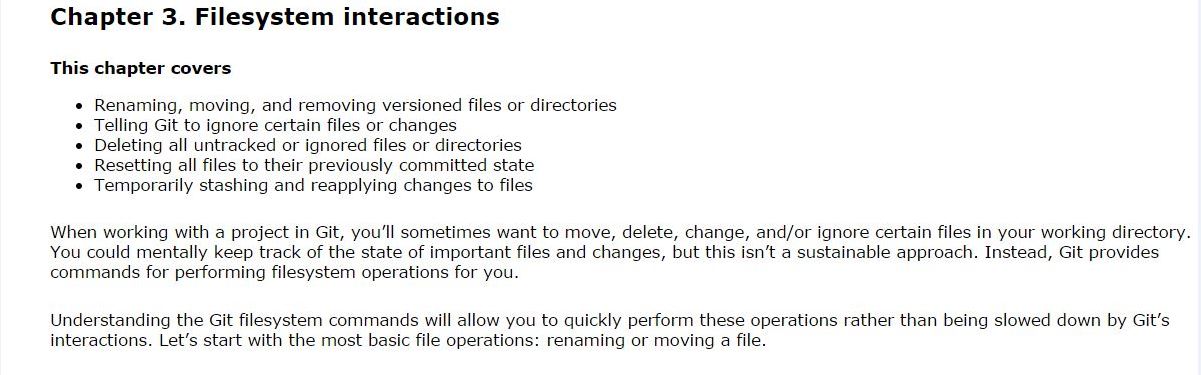 Chapter 3. Filesystem interactions
This chapter covers
• Renaming, moving, and removing versioned files or directories
• Telling Git to ignore certain files or changes
• Deleting all untracked or ignored files or directories
• Resetting all files to their previously committed state
• Temporarily stashing and reapplying changes to files
When working with a project in Git, you’ll sometimes want to move, delete, change, and/or ignore certain files in your working directory.
You could mentally keep track of the state of important files and changes, but this isn’t a sustainable approach. Instead, Git provides
commands for performing filesystem operations for you.
Understanding the Git filesystem commands will allow you to quickly perform these operations rather than being slowed down by Git’s
interactions. Let’s start with the most basic file operations: renaming or moving a file.